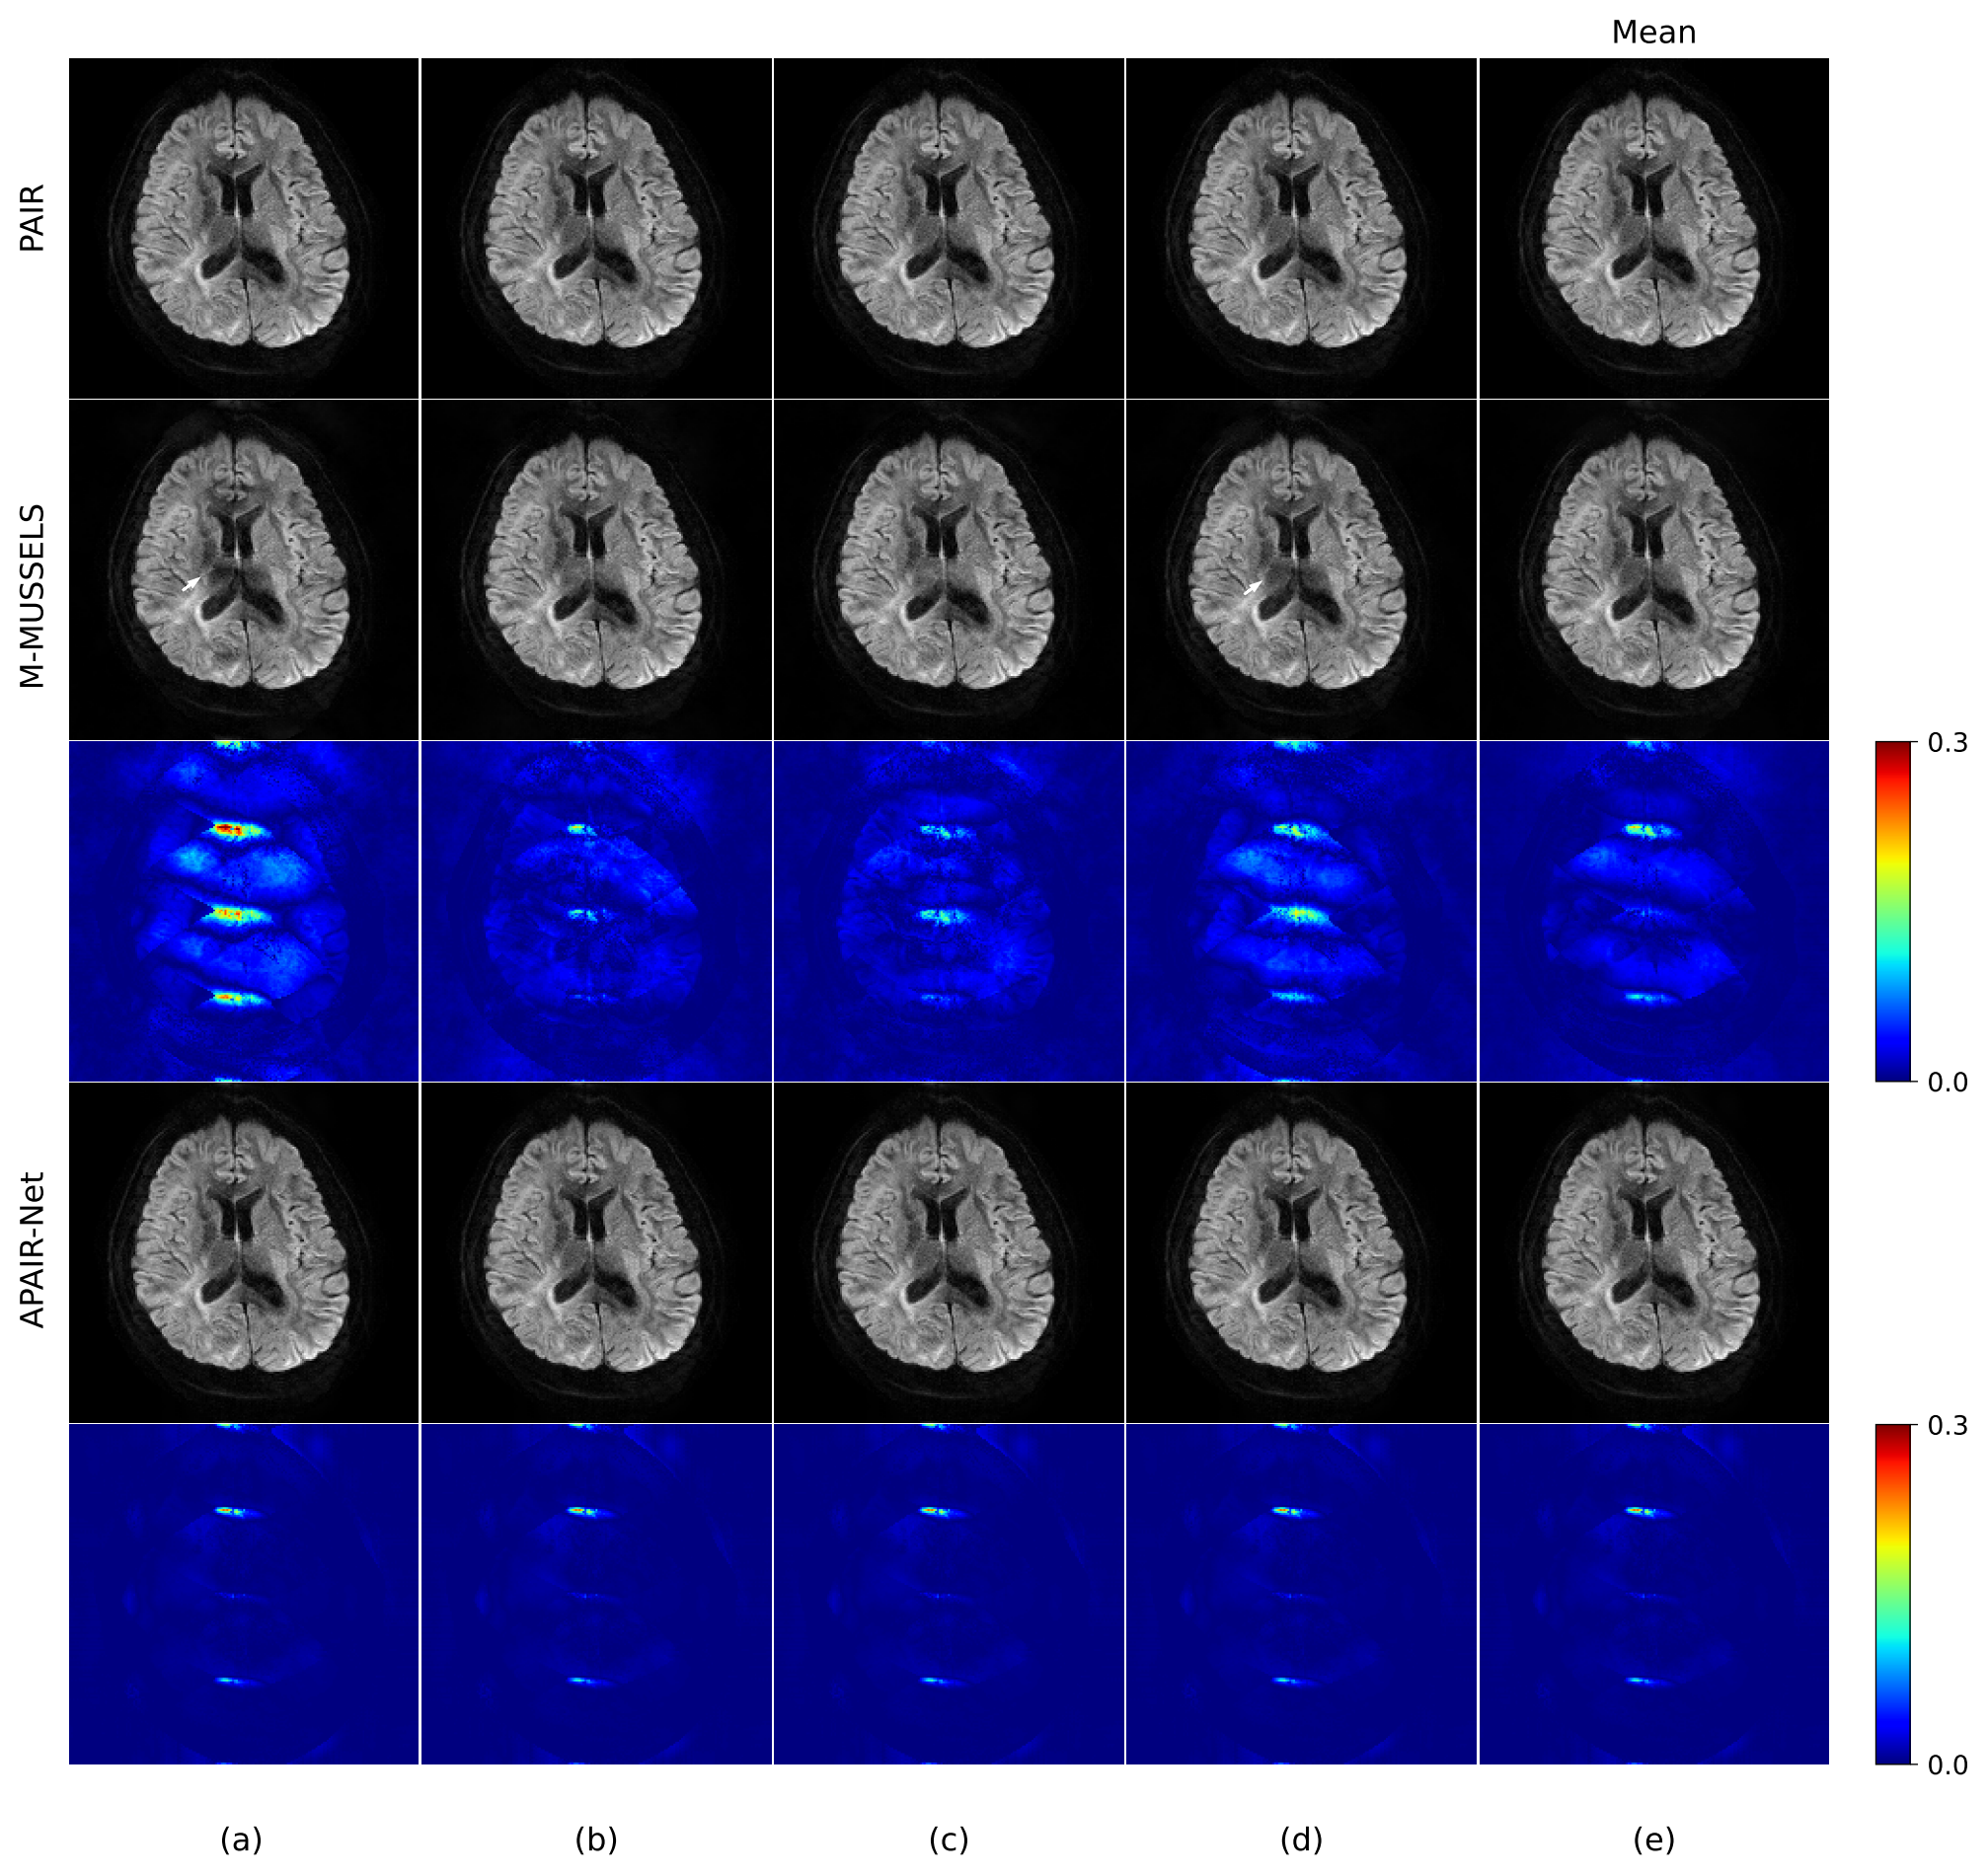 Mean
PAIR
M-MUSSELS
0.3
0.0
APAIR-Net
0.3
0.0
(a) (b) (c) (d) (e)